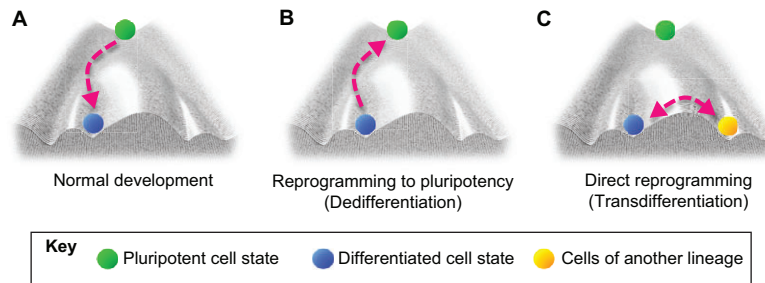 A
B
C
Normal development
Reprogramming to pluripotency
(Dedifferentiation)
Direct reprogramming
(Transdifferentiation)
Key
Pluripotent cell state
Differentiated cell state
Cells of another lineage